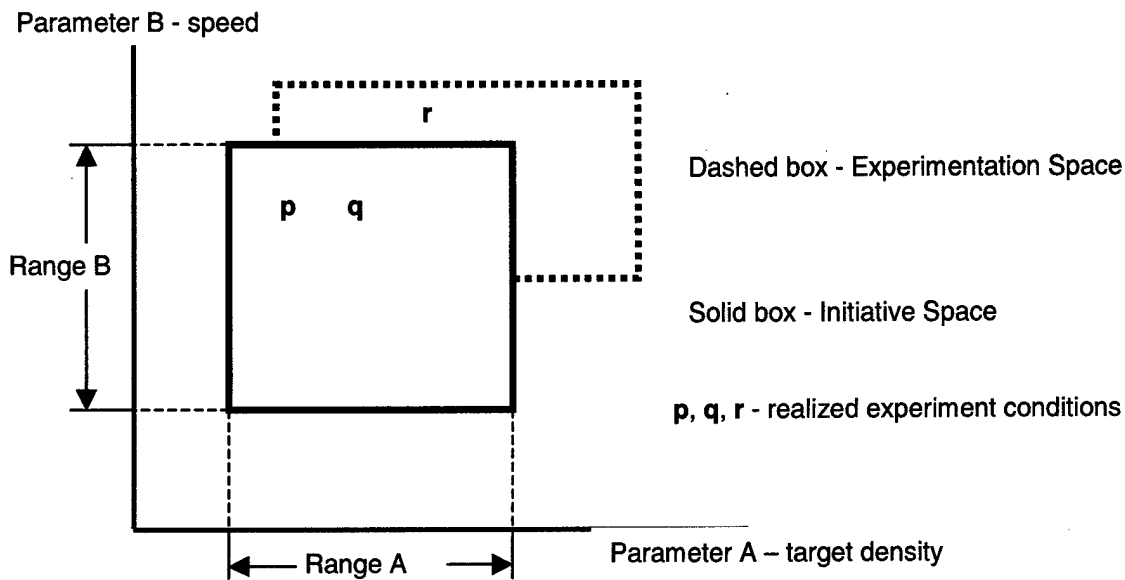 Parameter B - speed
r
Dashed box - Experimentation Space
p q
Range B
Solid box - Initiative Space
p, q, r - realized experiment conditions
Range A
Parameter A – target density